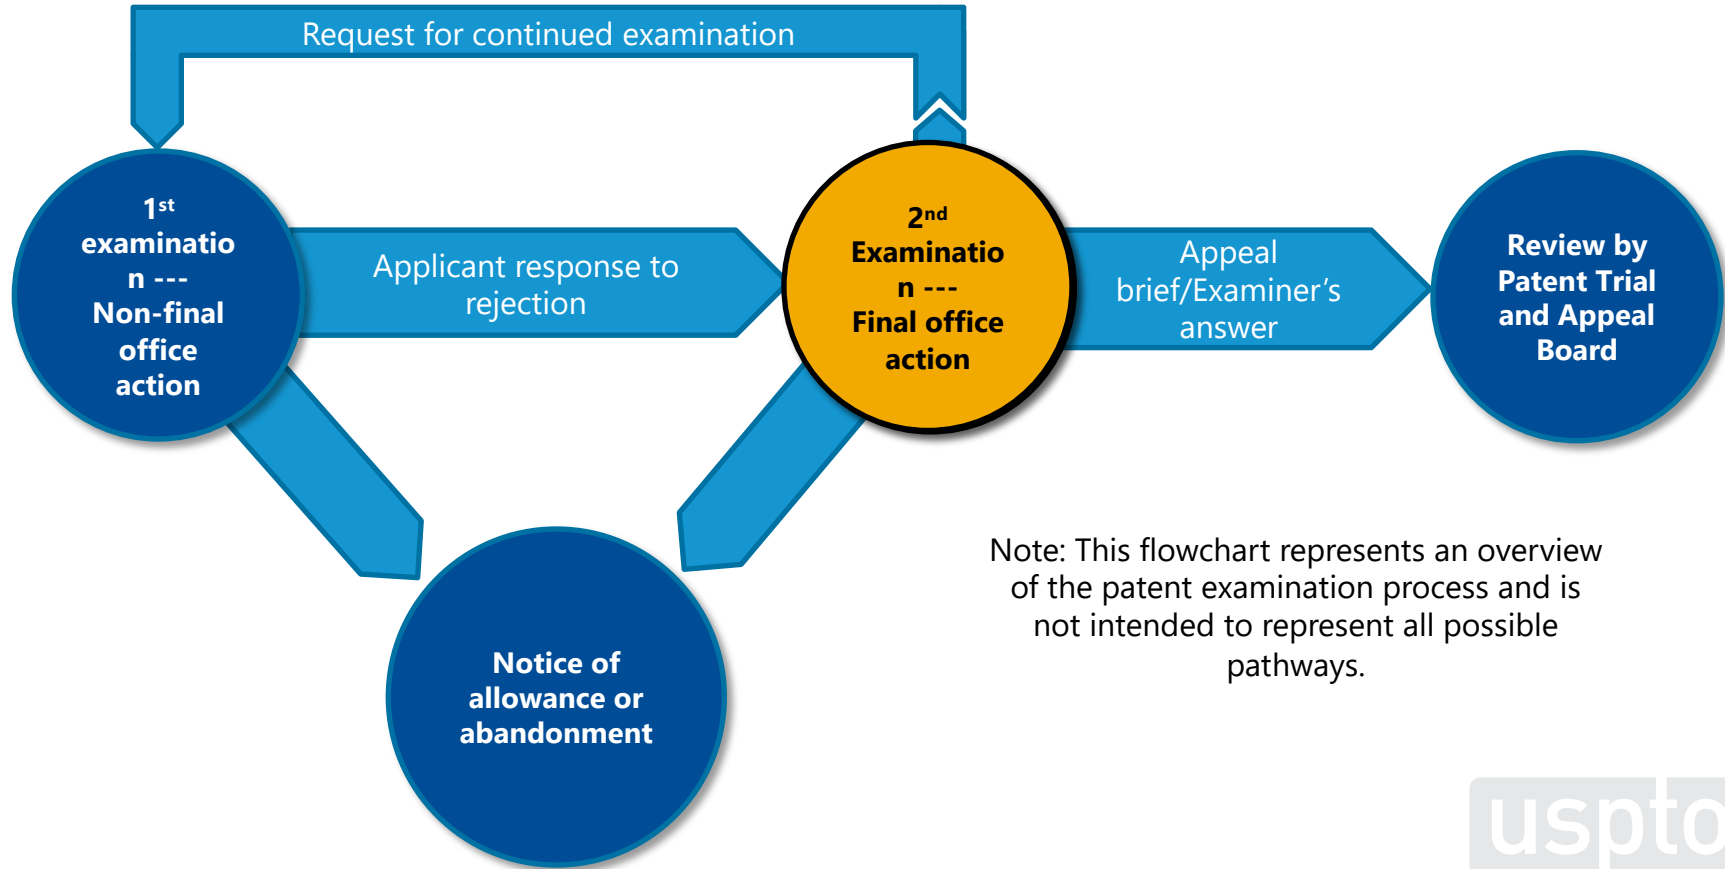 Request for continued examination
1st
examinatio
n ---
Non-final
office
action
Applicant response to
rejection
2nd
Examinatio
n ---
Final office
action
Appeal
brief/Examiner’s
answer
Review by
Patent Trial
and Appeal
Board
Notice of
allowance or
abandonment
Note: This flowchart represents an overview
of the patent examination process and is
not intended to represent all possible
pathways.
uspto